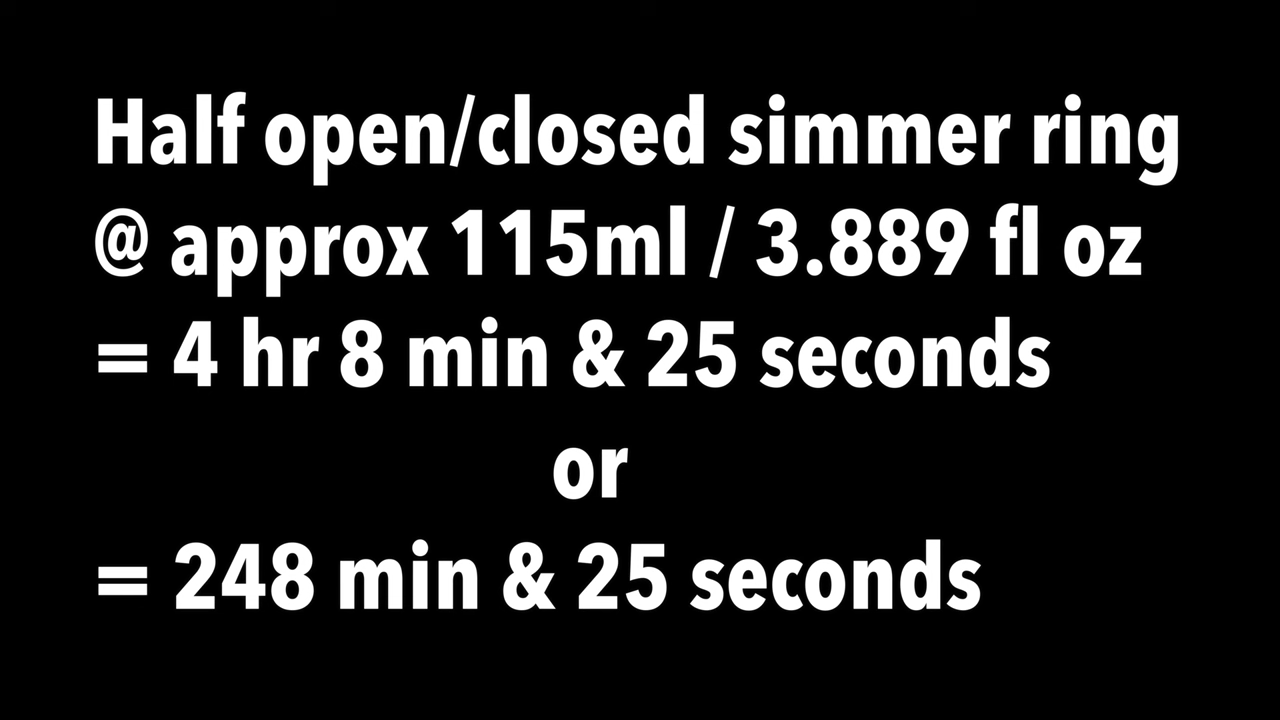 Half open/closed simmer ring
@ approx 115ml / 3.889 fl oz
= 4 hr 8 min & 25 seconds
or
= 248 min & 25 seconds